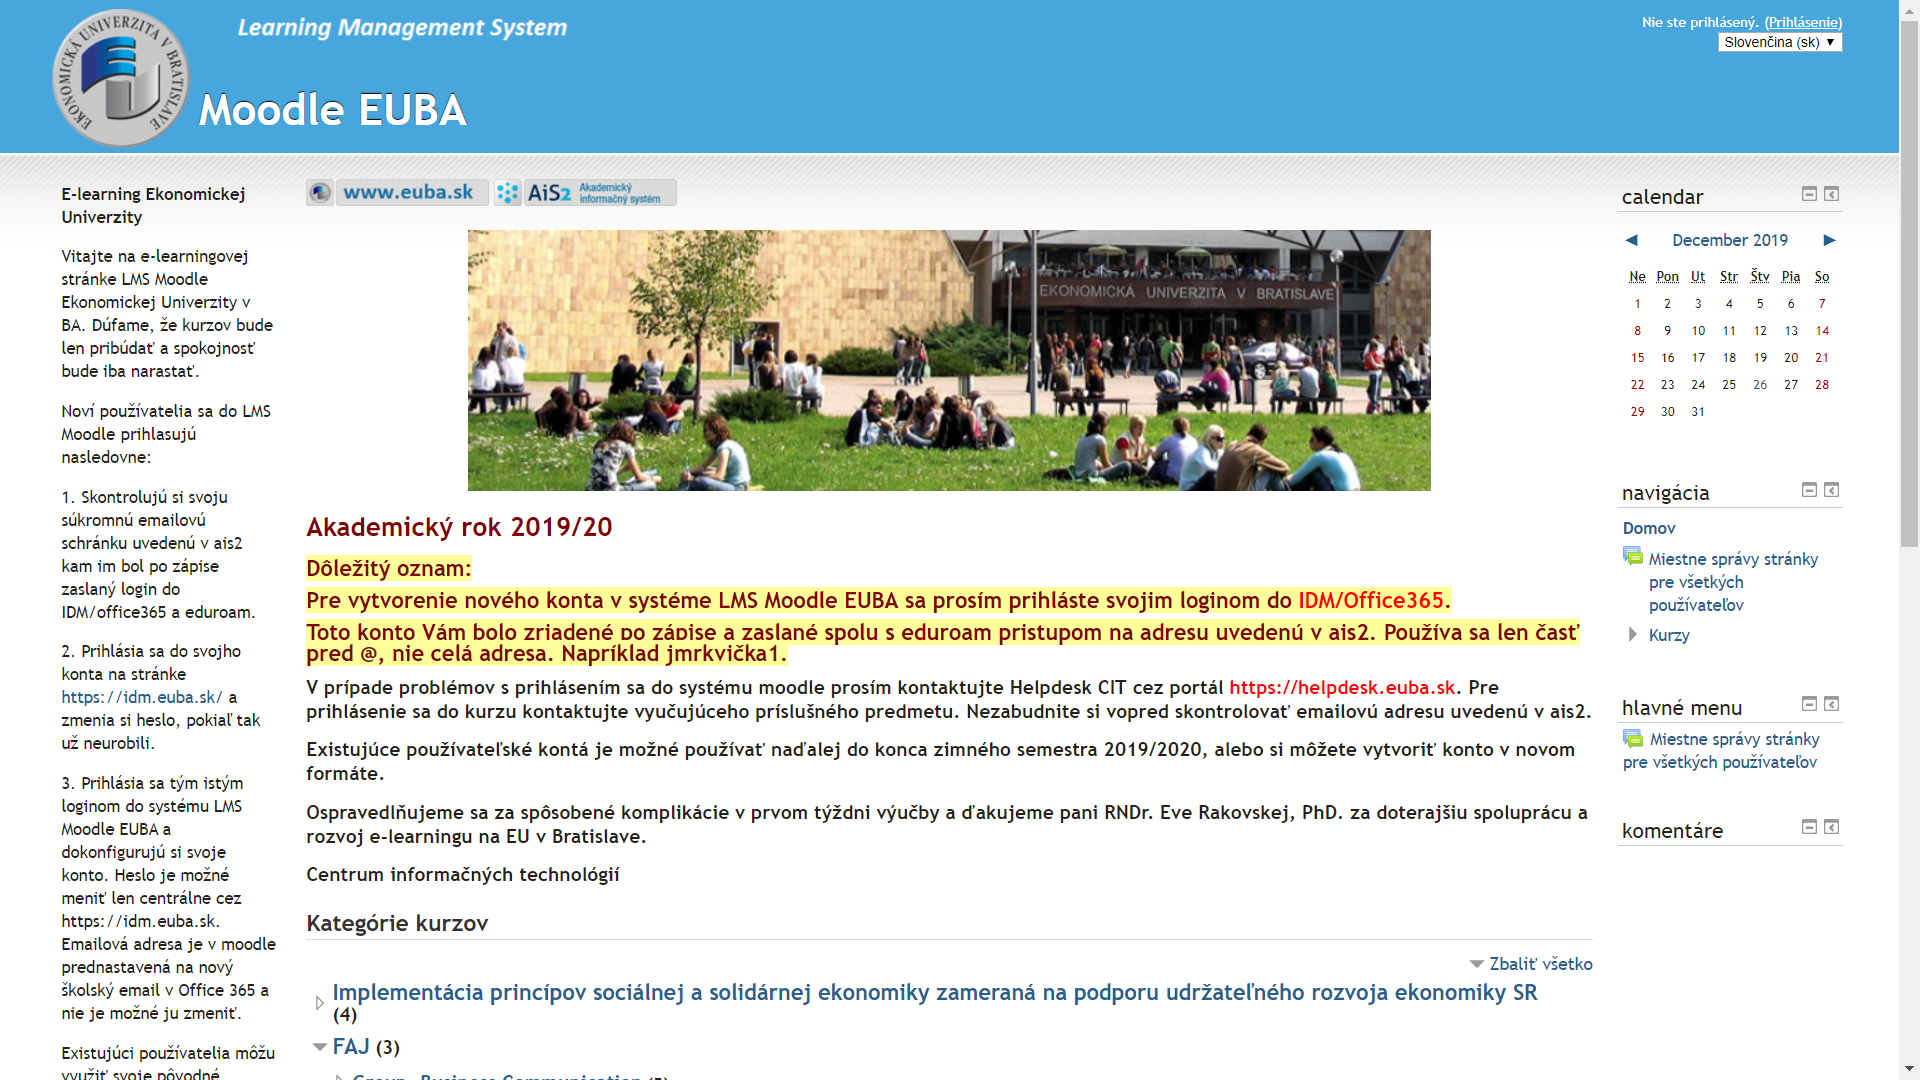 Learning Management System
Moodle EUBA
EKONOMICKÁ UNIVERZITA V BRATISLAVE
Nie ste prihlásený. (Prihlásenie)
Slovenčina (sk)
E-learning Ekonomickej
Univerzity
Vitajte na e-learningovej
stránke LMS Moodle
Ekonomickej Univerzity v
BA. Dúfame, že kurzov bude
len pribúdať a spokojnosť
bude iba narastať.
Noví používatelia sa do LMS
Moodle prihlasujú
nasledovne:
1. Skontrolujú si svoju
súkromnú emailovú
schránku uvedenú v ais2
kam im bol po zápise
zaslaný login do
IDM/office365 a eduroam.
2. Prihlásia sa do svojho
konta na stránke
https://idm.euba.sk/ a
zmenia si heslo, pokiaľ tak
už neurobili.
3. Prihlásia sa tým istým
loginom do systému LMS
Moodle EUBA a
dokonfigurujú si svoje
konto. Heslo je možné
meniť len centrálne cez
https://idm.euba.sk.
Emailová adresa je v moodle
prednastavená na nový
školský email v Office 365 a
nie je možné ju zmeniť.
Existujúci používatelia môžu
využiť svoje pôvodné
www.euba.sk
AiS2 Akademický
informačný systém
EKONOMICKÁ UNIVERZITA V BRATISLAVE
Akademický rok 2019/20
Dôležitý oznam:
Pre vytvorenie nového konta v systéme LMS Moodle EUBA sa prosím prihláste svojim loginom do IDM/Office365.
Toto konto Vám bolo zriadené po zápise a zaslané spolu s eduroam pristupom na adresu uvedenú v ais2. Používa sa len časť
pred @, nie celá adresa. Napríklad jmrkvička1.
V prípade problémov s prihlásením sa do systému moodle prosím kontaktujte Helpdesk CIT cez portál https://helpdesk.euba.sk. Pre
prihlásenie sa do kurzu kontaktujte vyučujúceho príslušného predmetu. Nezabudnite si vopred skontrolovať emailovú adresu uvedenú v ais2.
Existujúce používateľské kontá je možné používať naďalej do konca zimného semestra 2019/2020, alebo si môžete vytvoriť konto v novom
formáte.
Ospravedlňujeme sa za spôsobené komplikácie v prvom týždni výučby a ďakujeme pani RNDr. Eve Rakovskej, PhD. za doterajšiu spoluprácu a
rozvoj e-learningu na EU v Bratislave.
Centrum informačných technológií
Kategórie kurzov
Zbaliť všetko
Implementácia princípov sociálnej a solidárnej ekonomiky zameraná na podporu udržateľného rozvoja ekonomiky SR
(4)
FAJ (3)
Group- Business Communication (5)
calendar
December 2019
Ne Pon Ut Str Štv Pia So
1 2 3 4 5 6 7
8 9 10 11 12 13 14
15 16 17 18 19 20 21
22 23 24 25 26 27 28
29 30 31
navigácia
Domov
Miestne správy stránky
pre všetkých
používateľov
Kurzy
hlavné menu
Miestne správy stránky
pre všetkých používateľov
komentáre